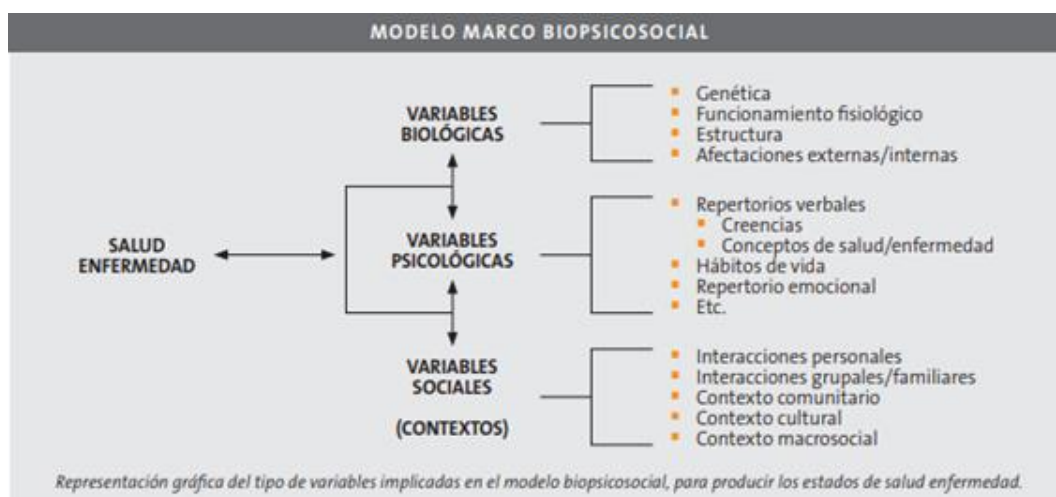 MODELO MARCO BIOPSICOSOCIAL
SALUD
ENFERMEDAD
VARIABLES
BIOLÓGICAS
Genética
Funcionamiento fisiológico
Estructura
Afectaciones externas/internas
VARIABLES
PSICOLÓGICAS
Repertorios verbales
Creencias
Conceptos de salud/enfermedad
Hábitos de vida
Repertorio emocional
Etc.
VARIABLES
SOCIALES
(CONTEXTOS)
Interacciones personales
Interacciones grupales/familiares
Contexto comunitario
Contexto cultural
Contexto macrosocial
Representación gráfica del tipo de variables implicadas en el modelo biopsicosocial, para producir los estados de salud enfermedad.